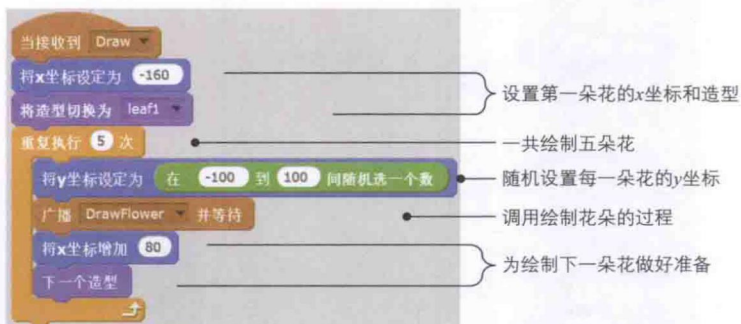 当接收到 Draw
将x坐标设定为 -160
将造型切换为 leaf1
设置第一朵花的x坐标和造型
重复执行 5 次
一共绘制五朵花
将y坐标设定为 在 -100 到 100 间随机选一个数
随机设置每一朵花的y坐标
广播 DrawFlower 并等待
调用绘制花朵的过程
将x坐标增加 80
下一个造型
为绘制下一朵花做好准备